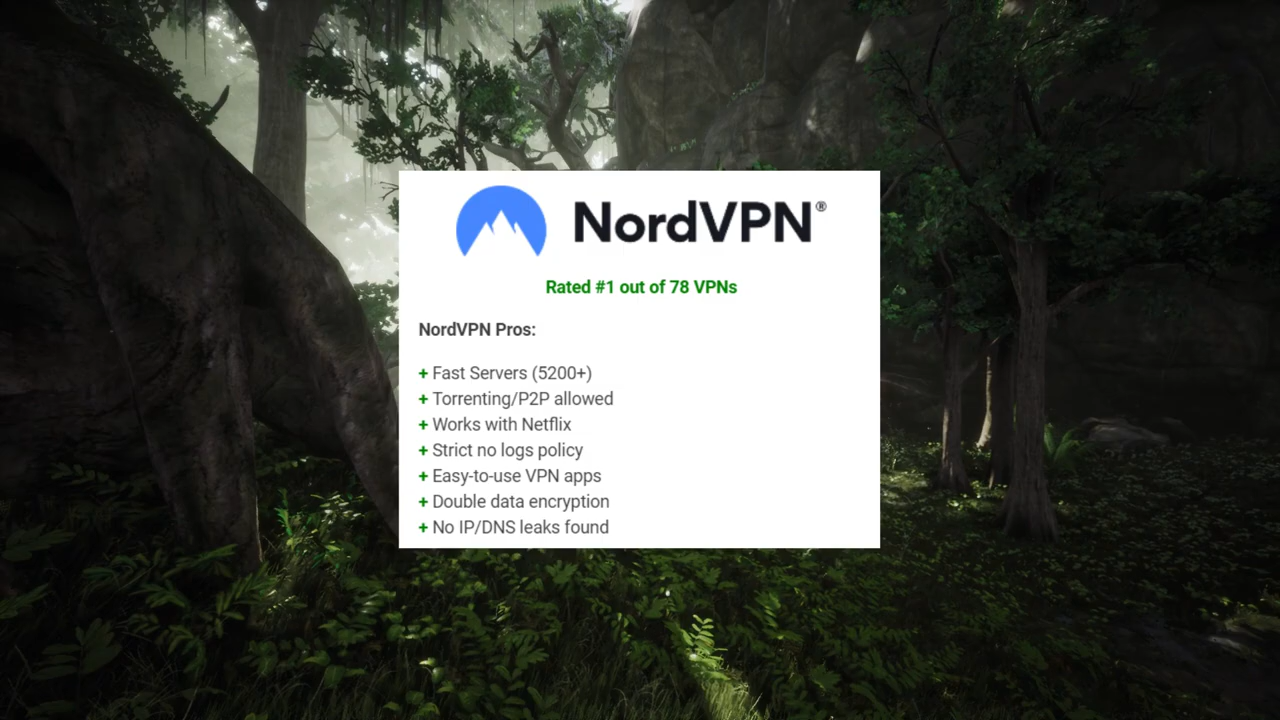 NordVPN®
Rated #1 out of 78 VPNs
NordVPN Pros:
+ Fast Servers (5200+)
+ Torrenting/P2P allowed
+ Works with Netflix
+ Strict no logs policy
+ Easy-to-use VPN apps
+ Double data encryption
+ No IP/DNS leaks found